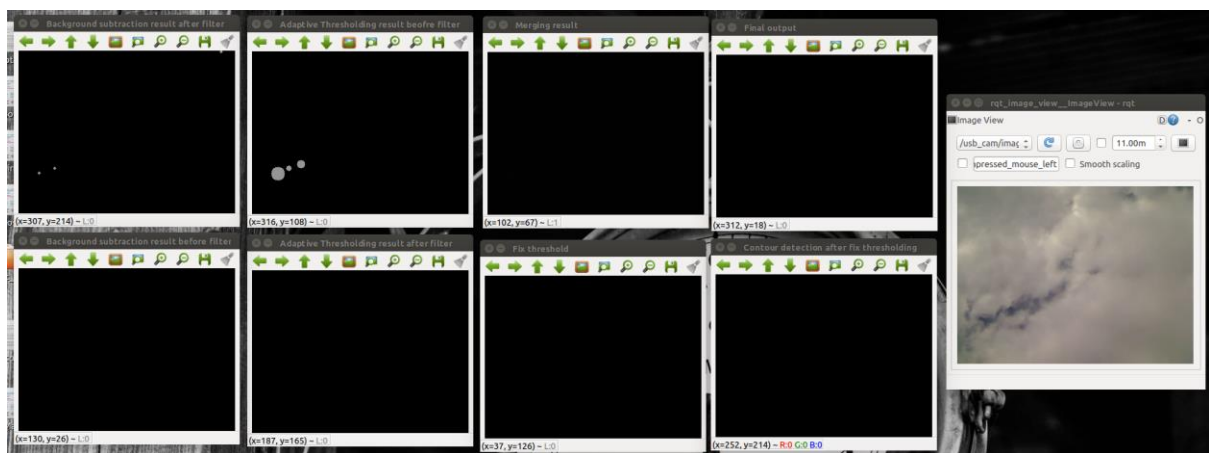 Background subtraction result after filter
(x=307, y=214) ~ L:0
Adaptive Thresholding result beofre filter
(x=316, y=108) ~ L:0
Merging result
(x=102, y=67) ~ L:1
Final output
(x=312, y=18) ~ L:0
Background subtraction result before filter
(x=130, y=26) ~ L:0
Adaptive Thresholding result after filter
(x=187, y=165) ~ L:0
Fix threshold
(x=37, y=126) ~ L:0
Contour detection after fix thresholding
(x=252, y=214) ~ R:0 G:0 B:0
rqt_image_view__ImageView - rqt
Image View
D ? - O
/usb_cam/imag 11.00m
pressed_mouse_left Smooth scaling